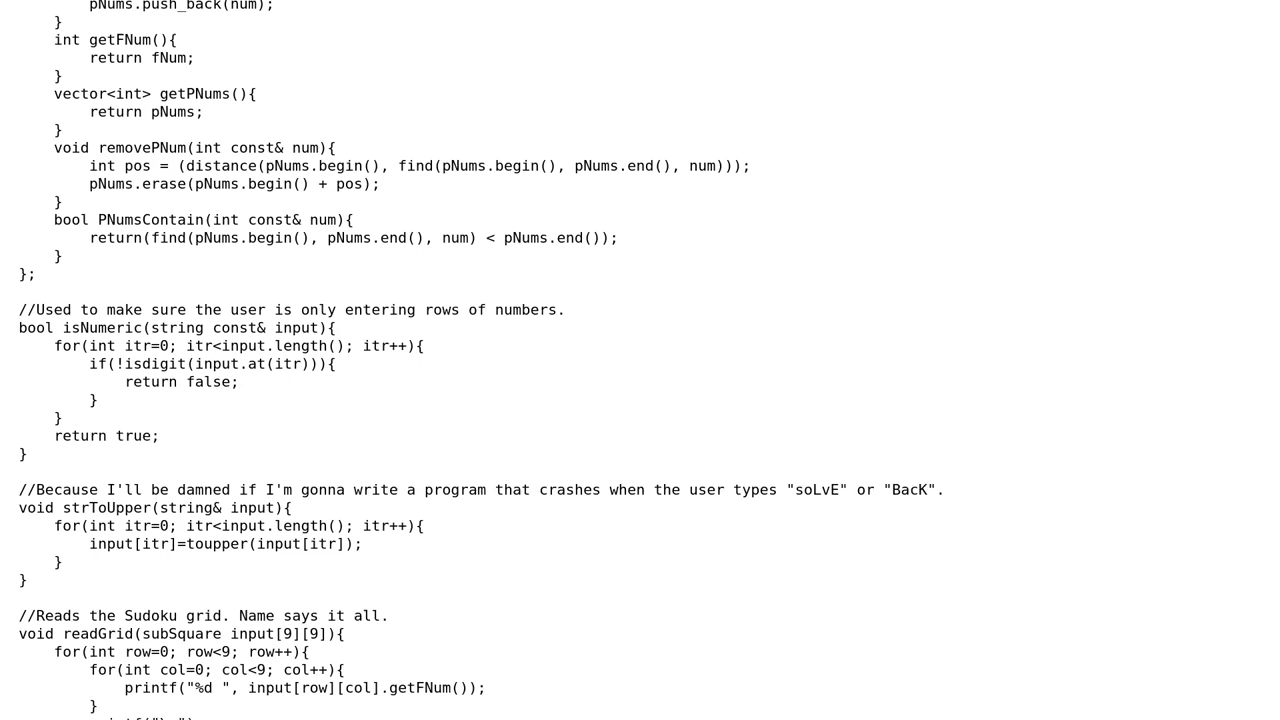 pNums.push_back(num);
    }
    int getFNum(){
        return fNum;
    }
    vector<int> getPNums(){
        return pNums;
    }
    void removePNum(int const& num){
        int pos = (distance(pNums.begin(), find(pNums.begin(), pNums.end(), num)));
        pNums.erase(pNums.begin() + pos);
    }
    bool PNumsContain(int const& num){
        return(find(pNums.begin(), pNums.end(), num) < pNums.end());
    }
};

//Used to make sure the user is only entering rows of numbers.
bool isNumeric(string const& input){
    for(int itr=0; itr<input.length(); itr++){
        if(!isdigit(input.at(itr))){
            return false;
        }
    }
    return true;
}

//Because I'll be damned if I'm gonna write a program that crashes when the user types "soLvE" or "BacK".
void strToUpper(string& input){
    for(int itr=0; itr<input.length(); itr++){
        input[itr]=toupper(input[itr]);
    }
}

//Reads the Sudoku grid. Name says it all.
void readGrid(subSquare input[9][9]){
    for(int row=0; row<9; row++){
        for(int col=0; col<9; col++){
            printf("%d ", input[row][col].getFNum());
        }